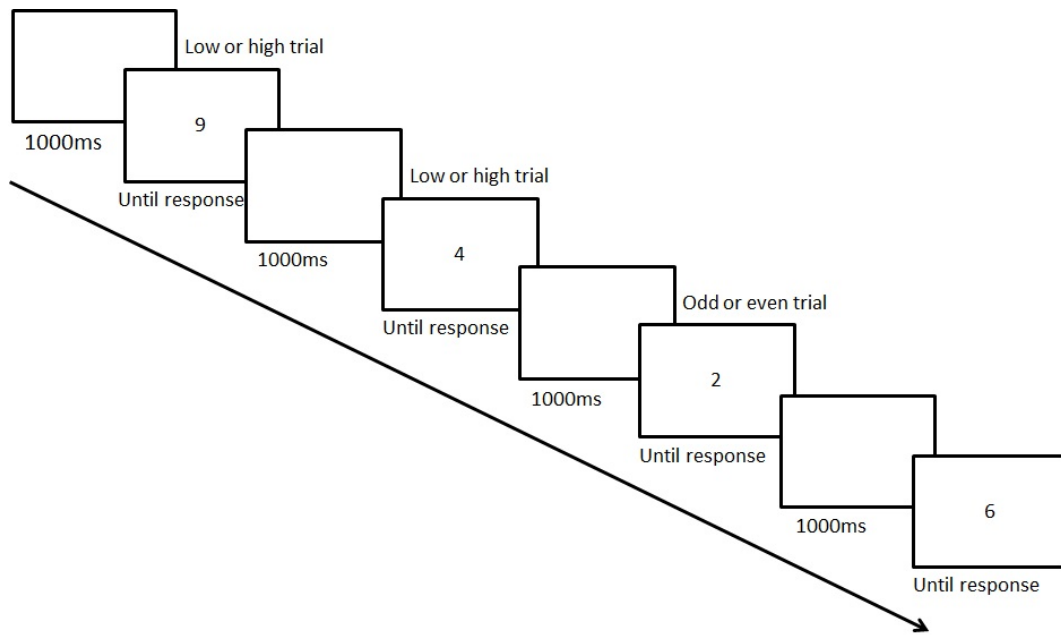 Low or high trial
1000ms
9
Until response
Low or high trial
1000ms
4
Until response
Odd or even trial
1000ms
2
Until response
1000ms
6
Until response